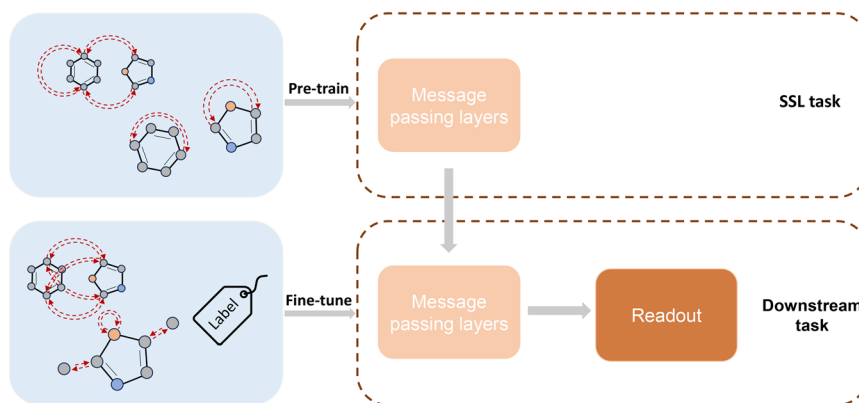 Pre-train
Message
passing layers
SSL task
Fine-tune
Label
Message
passing layers
Readout
Downstream
task